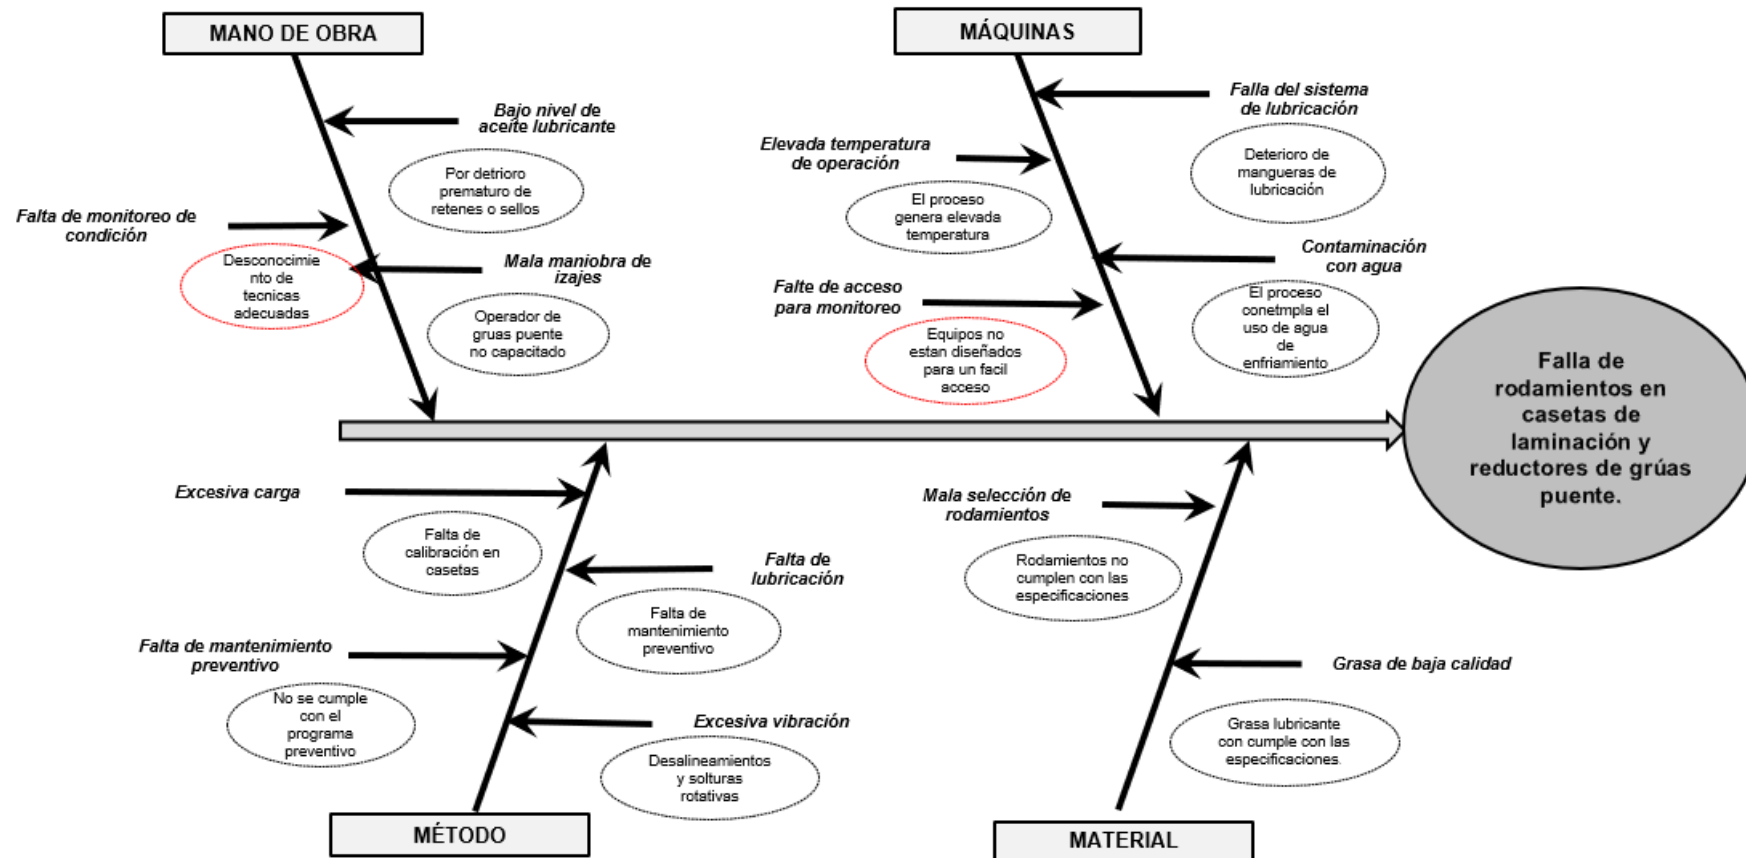 MANO DE OBRA
MÁQUINAS
Bajo nivel de
aceite lubricante
Por detrioro
prematuro de
retenes o sellos
Falta de monitoreo de
condición
Desconocimie
nto de
tecnicas
adecuadas
Mala maniobra de
izajes
Operador de
gruas puente
no capacitado
Falla del sistema
de lubricación
Deterioro de
mangueras de
lubricación
Elevada temperatura
de operación
El proceso
genera elevada
temperatura
Contaminación
con agua
El proceso
conetmpla el
uso de agua
de
enfriamiento
Falte de acceso
para monitoreo
Equipos no
estan diseñados
para un facil
acceso
Falla de
rodamientos en
casetas de
laminación y
reductores de grúas
puente.
Excesiva carga
Falta de
calibración en
casetas
Falta de
lubricación
Falta de
mantenimiento
preventivo
Falta de mantenimiento
preventivo
No se cumple
con el
programa
preventivo
Excesiva vibración
Desalineamientos
y solturas
rotativas
Mala selección de
rodamientos
Rodamientos no
cumplen con las
especificaciones
Grasa de baja calidad
Grasa lubricante
con cumple con las
especificaciones.
MÉTODO
MATERIAL